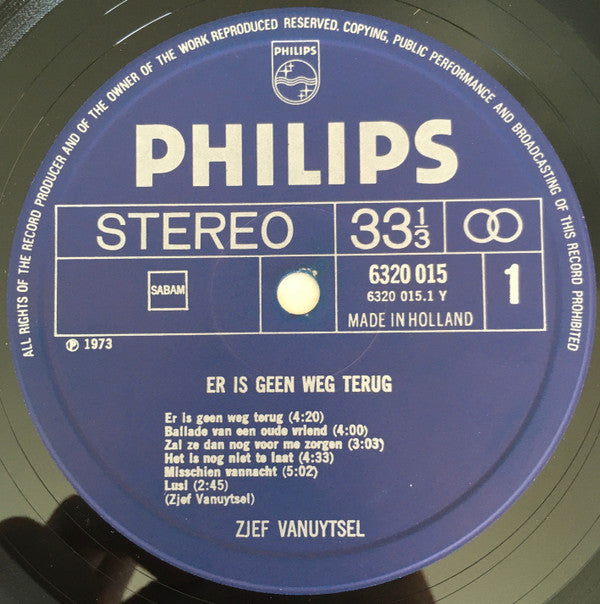 ALL RIGHTS OF THE RECORD PRODUCER AND OF THE OWNER OF THE WORK REPRODUCED RESERVED. COPYING, PUBLIC PERFORMANCE AND BROADCASTING OF THIS RECORD PROHIBITED
PHILIPS
PHILIPS
STEREO 33 1/3
SABAM 6320 015 1
6320 015.1 Y
MADE IN HOLLAND
℗ 1973
ER IS GEEN WEG TERUG
Er is geen weg terug (4:20)
Ballade van een oude vriend (4:00)
Zal ze dan nog voor me zorgen (3:03)
Het is nog niet te laat (4:33)
Misschien vannacht (5:02)
Lusl (2:45)
(Zjef Vanuytsel)
ZJEF VANUYTSEL